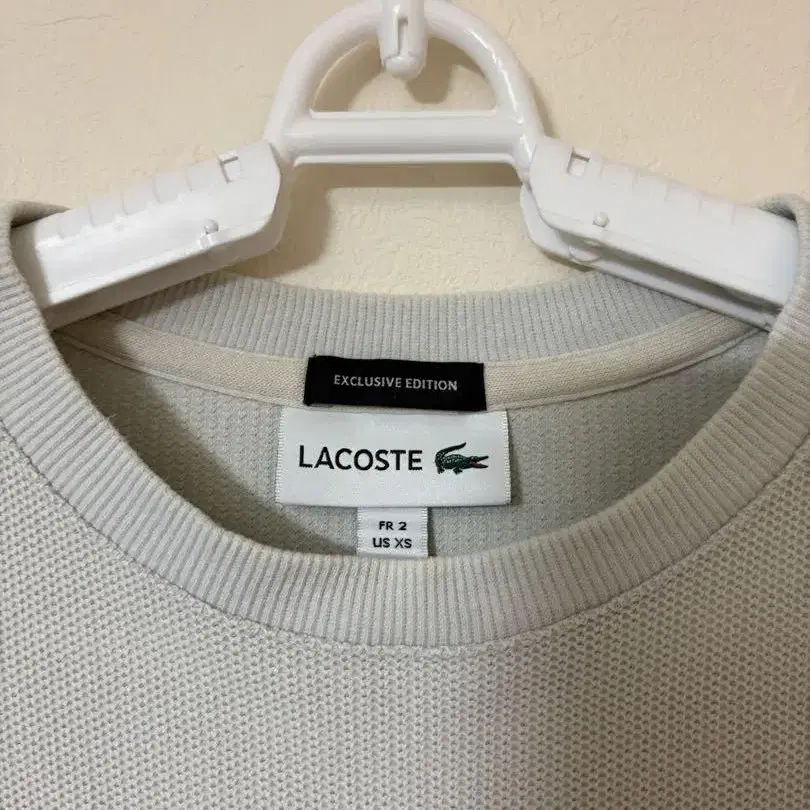 EXCLUSIVE EDITION
LACOSTE
FR 2
US XS